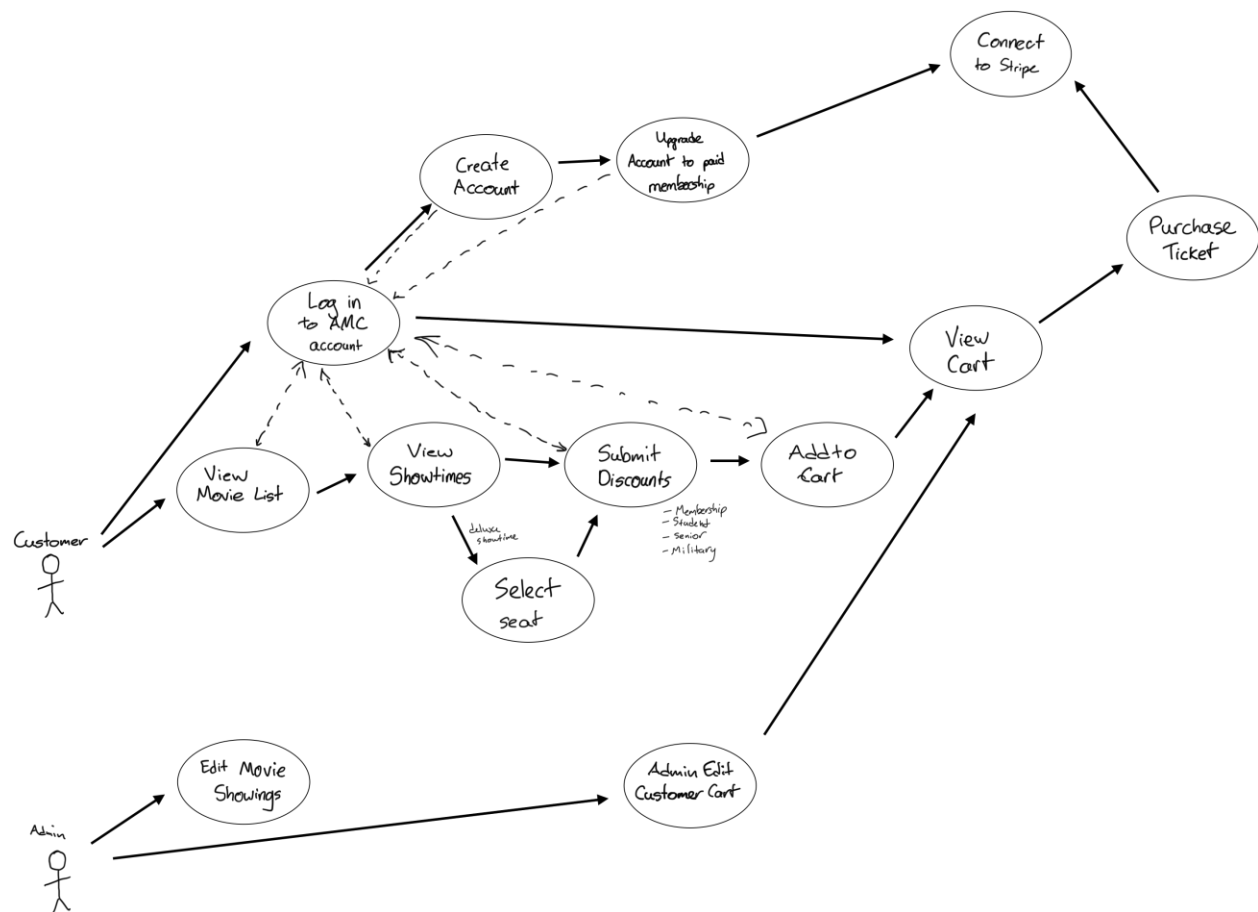 Connect
to Stripe
Upgrade
Account to paid
membership
Create
Account
Purchase
Ticket
Log in
to AMC
account
View
Cart
View
Movie List
View
Showtimes
Submit
Discounts
Add to
Cart
- Membership
- Student
- Senior
- Military
deluxe
showtime
Customer
Select
seat
Edit Movie
Showings
Admin Edit
Customer Cart
Admin